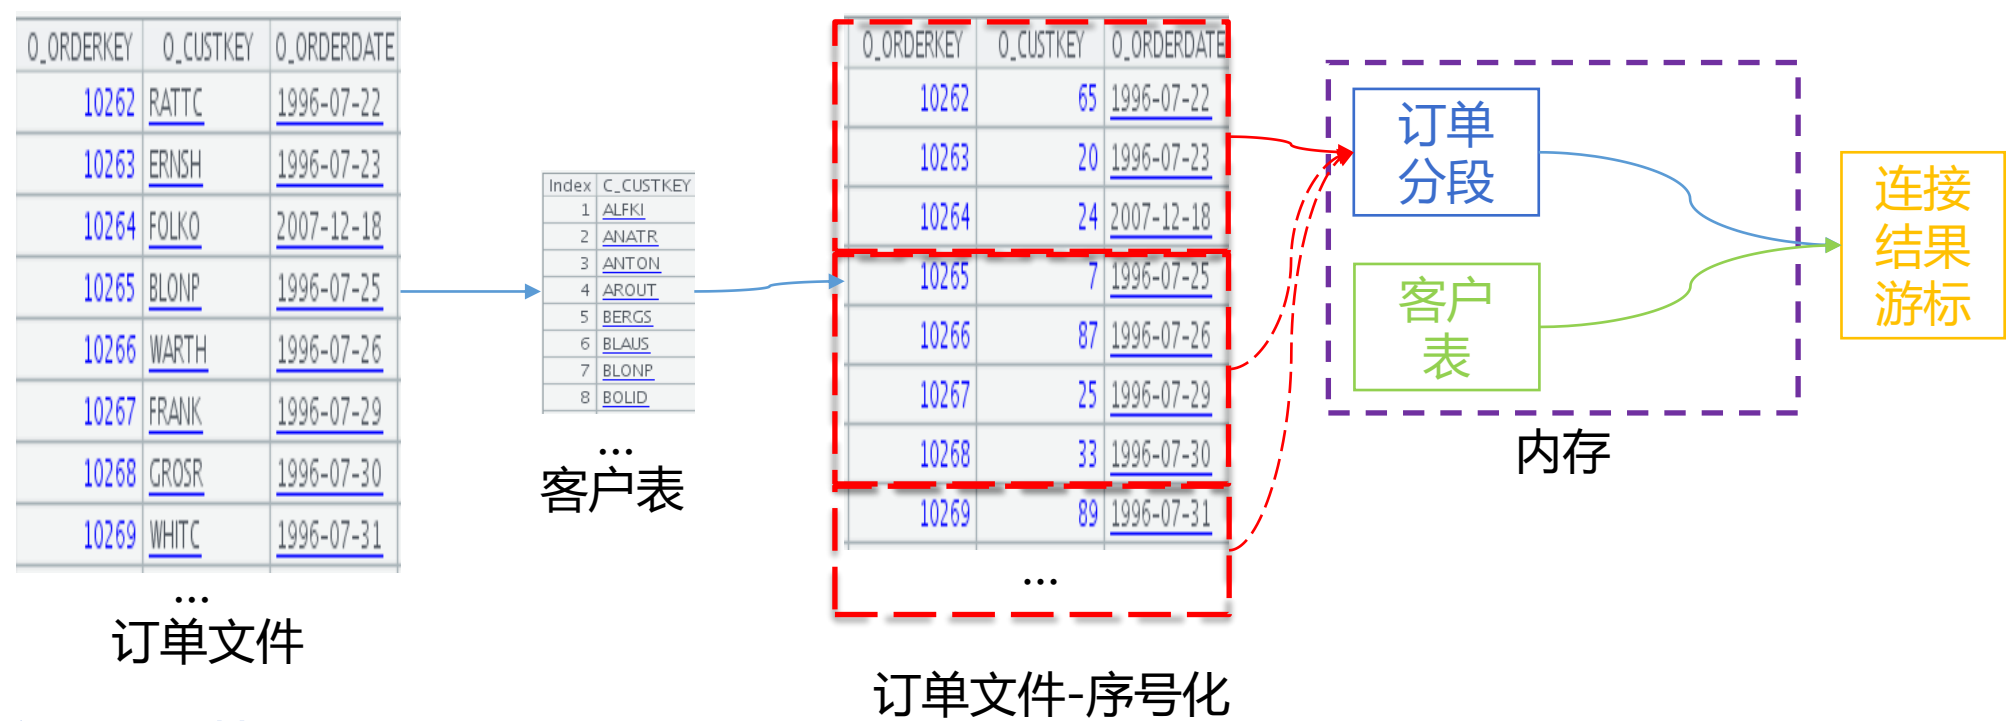 O_ORDERKEY O_CUSTKEY O_ORDERDATE
10262 RATTC 1996-07-22
10263 ERNSH 1996-07-23
10264 FOLKO 2007-12-18
10265 BLONP 1996-07-25
10266 WARTH 1996-07-26
10267 FRANK 1996-07-29
10268 GROSR 1996-07-30
10269 WHITC 1996-07-31
...
订单文件
Index C_CUSTKEY
1 ALFKI
2 ANATR
3 ANTON
4 AROUT
5 BERGS
6 BLAUS
7 BLONP
8 BOLID
...
客户表
O_ORDERKEY O_CUSTKEY O_ORDERDATE
10262 65 1996-07-22
10263 20 1996-07-23
10264 24 2007-12-18
10265 7 1996-07-25
10266 87 1996-07-26
10267 25 1996-07-29
10268 33 1996-07-30
10269 89 1996-07-31
...
订单文件-序号化
订单
分段
客户
表
内存
连接
结果
游标